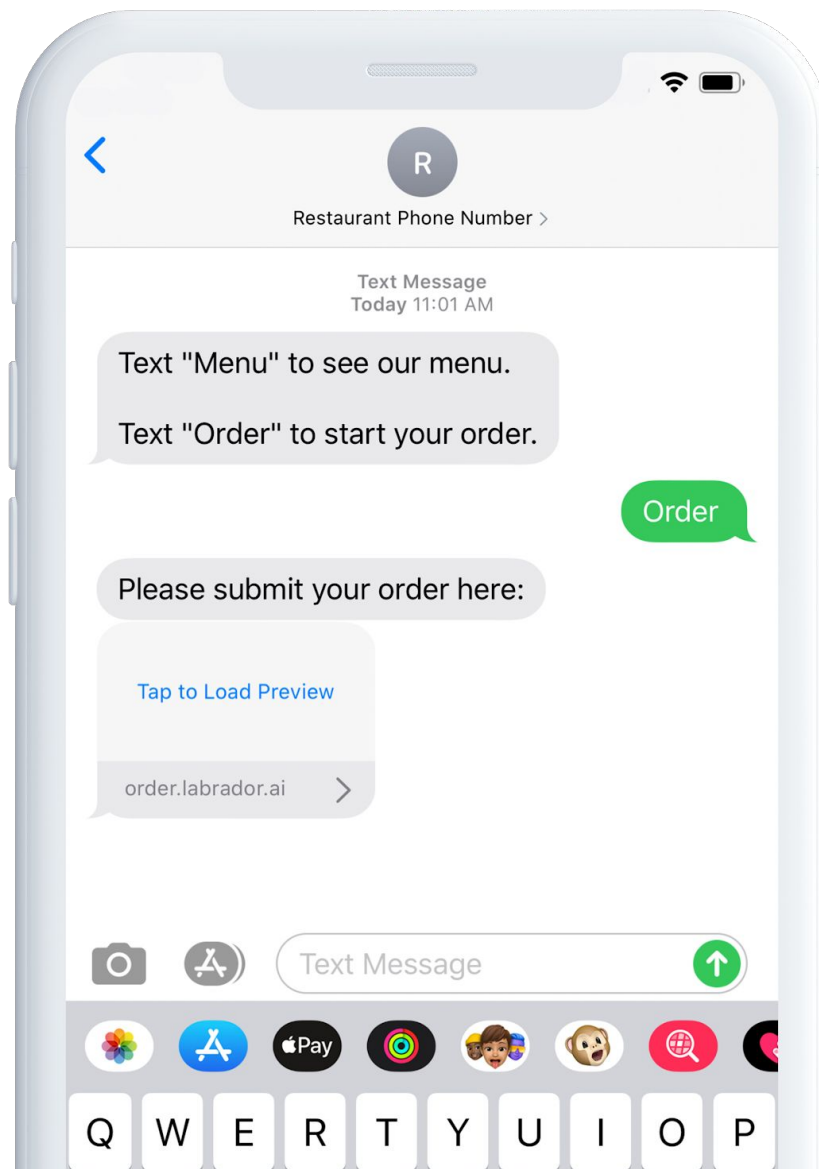 R
Restaurant Phone Number
Text Message
Today 11:01 AM
Text "Menu" to see our menu.
Text "Order" to start your order.
Order
Please submit your order here:
Tap to Load Preview
order.labrador.ai
Text Message
Pay
Q W E R T Y U I O P